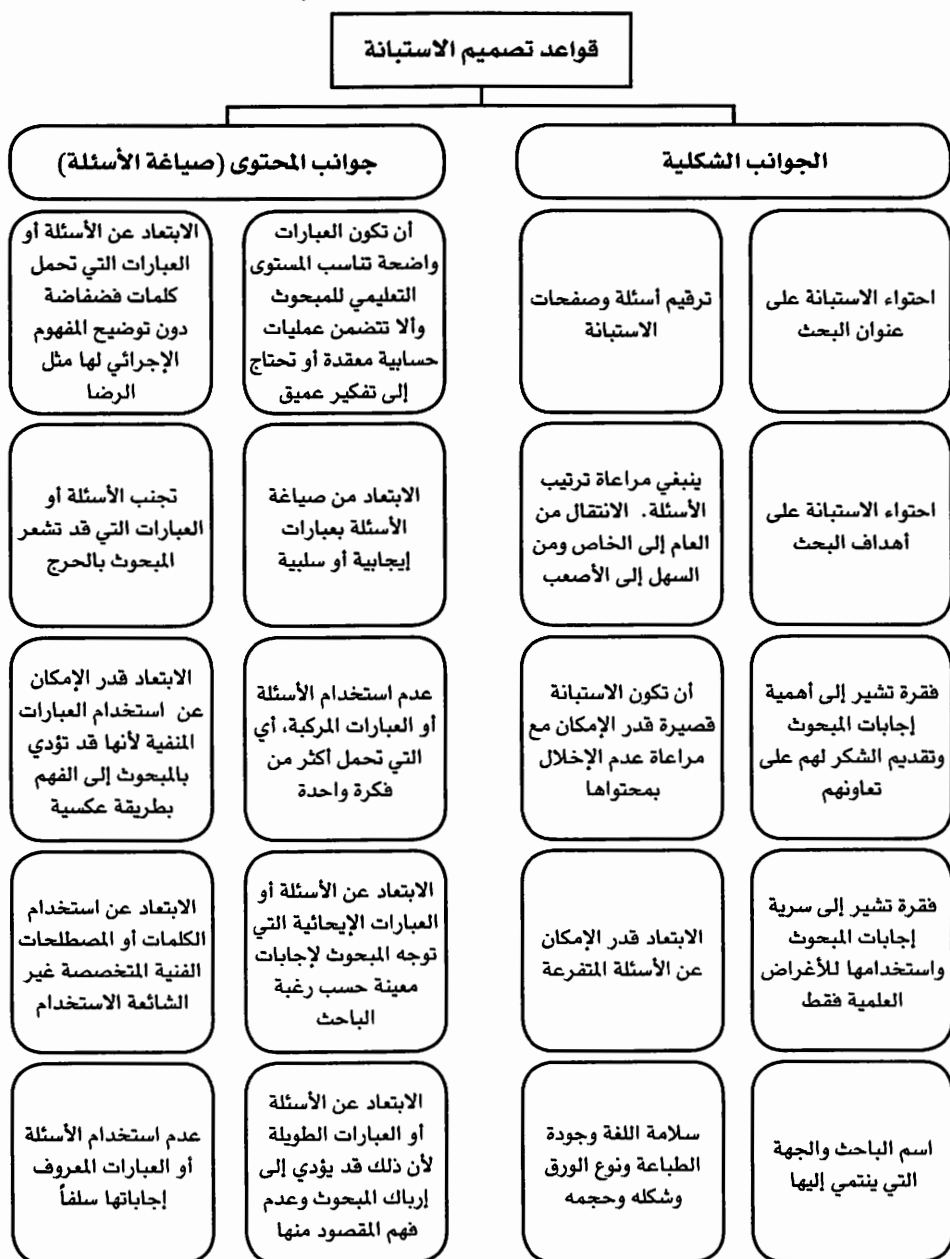 قواعد تصميم الاستبانة
الجوانب الشكلية
احتواء الاستبانة على
عنوان البحث
ترقيم أسئلة وصفحات
الاستبانة
احتواء الاستبانة على
أهداف البحث
ينبغي مراعاة ترتيب
الأسئلة. الانتقال من
العام إلى الخاص ومن
السهل إلى الأصعب
فقرة تشير إلى أهمية
إجابات المبحوث
وتقديم الشكر لهم على
تعاونهم
أن تكون الاستبانة
قصيرة قدر الإمكان مع
مراعاة عدم الإخلال
بمحتواها
فقرة تشير إلى سرية
إجابات المبحوث
واستخدامها للأغراض
العلمية فقط
الابتعاد قدر الإمكان
عن الأسئلة المتفرعة
اسم الباحث والجهة
التي ينتمي إليها
سلامة اللغة وجودة
الطباعة ونوع الورق
وشكله وحجمه
جوانب المحتوى (صياغة الأسئلة)
أن تكون العبارات
واضحة تناسب المستوى
التعليمي للمبحوث
وألا تتضمن عمليات
حسابية معقدة أو تحتاج
إلى تفكير عميق
الابتعاد عن الأسئلة أو
العبارات التي تحمل
كلمات فضفاضة
دون توضيح المفهوم
الإجرائي لها مثل
الرضا
الابتعاد من صياغة
الأسئلة بعبارات
إيجابية أو سلبية
تجنب الأسئلة أو
العبارات التي قد تشعر
المبحوث بالحرج
عدم استخدام الأسئلة
أو العبارات المركبة، أي
التي تحمل أكثر من
فكرة واحدة
الابتعاد قدر الإمكان
عن استخدام العبارات
المنفية لأنها قد تؤدي
بالمبحوث إلى الفهم
بطريقة عكسية
الابتعاد عن الأسئلة أو
العبارات الإيحائية التي
توجه المبحوث لإجابات
معينة حسب رغبة
الباحث
الابتعاد عن استخدام
الكلمات أو المصطلحات
الفنية المتخصصة غير
الشائعة الاستخدام
الابتعاد عن الأسئلة
أو العبارات الطويلة
لأن ذلك قد يؤدي إلى
إرباك المبحوث وعدم
فهم المقصود منها
عدم استخدام الأسئلة
أو العبارات المعروف
إجاباتها سلفاً